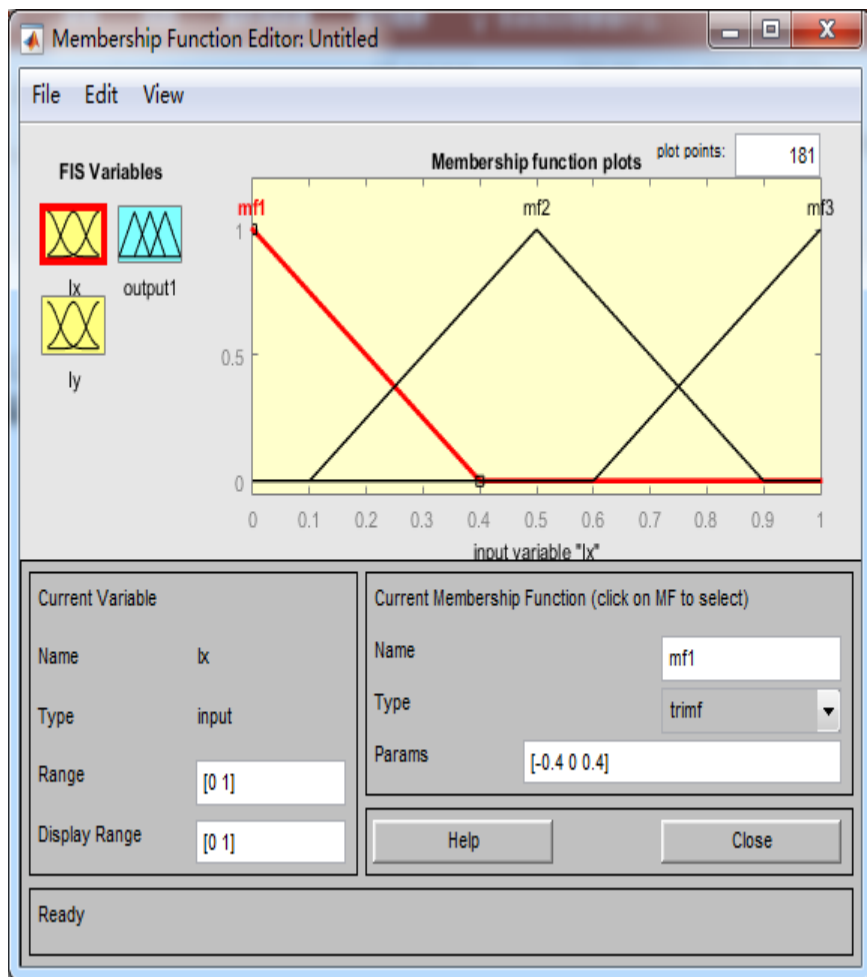 Membership Function Editor: Untitled
File Edit View
FIS Variables
Ix
output1
Iy
Membership function plots
plot points:
181
mf1
mf2
mf3
1
0.5
0
0 0.1 0.2 0.3 0.4 0.5 0.6 0.7 0.8 0.9 1
input variable "Ix"
Current Variable
Name Ix
Type input
Range [0 1]
Display Range [0 1]
Current Membership Function (click on MF to select)
Name mf1
Type trimf
Params [-0.4 0 0.4]
Help Close
Ready